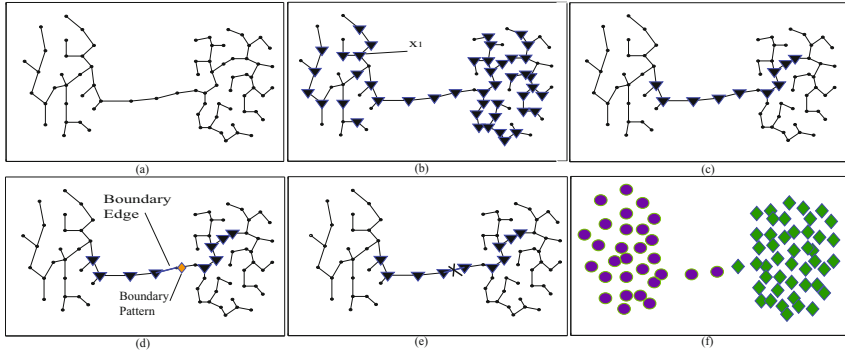 X1
(a)
(b)
(c)
Boundary
Edge
Boundary
Pattern
(d)
(e)
(f)